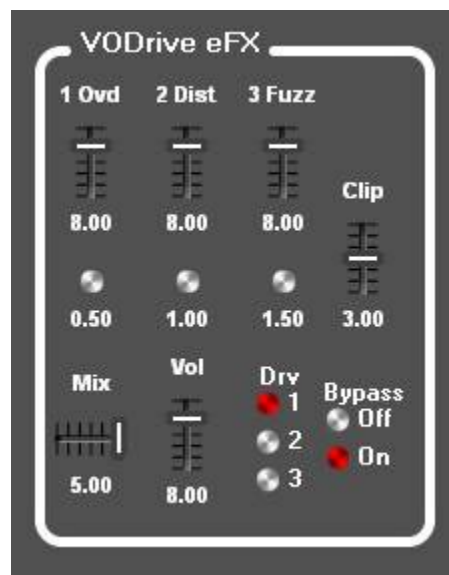 VODrive eFX
1 Ovd 2 Dist 3 Fuzz
Clip
8.00 8.00 8.00
0.50 1.00 1.50 3.00
Mix Vol Drv
1
Bypass
Off
2
On
3
5.00 8.00